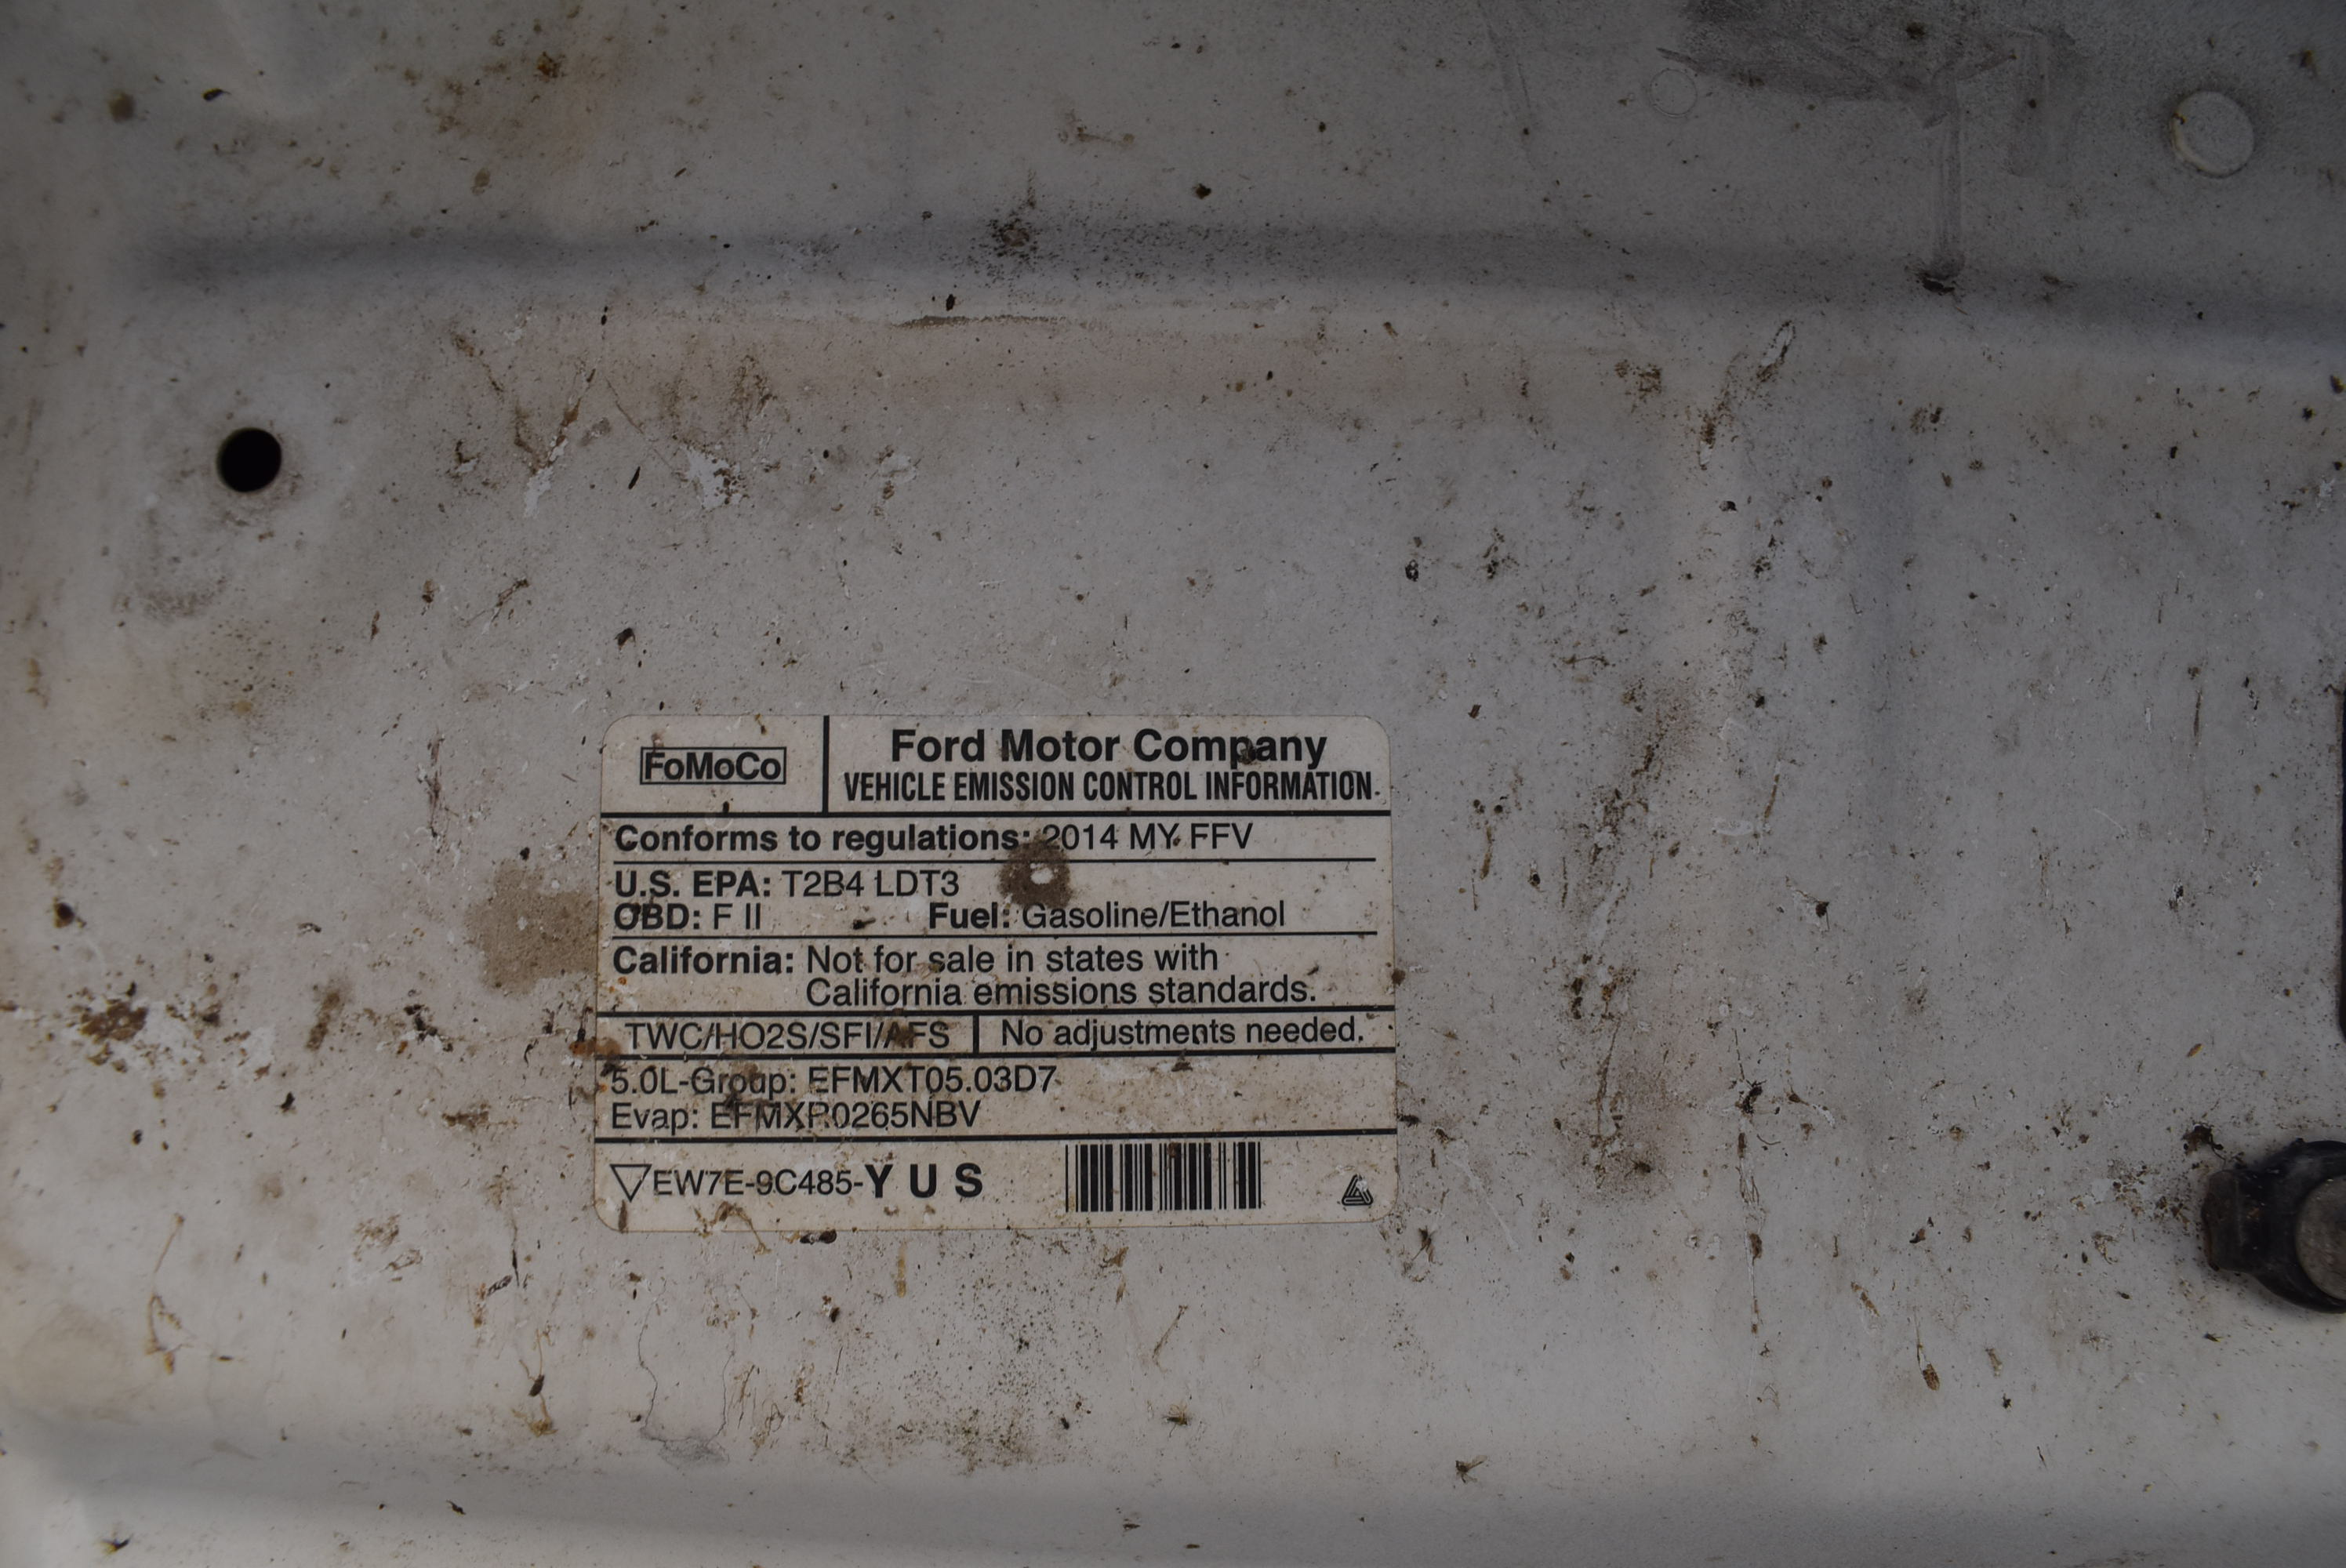 FoMoCo
Ford Motor Company
VEHICLE EMISSION CONTROL INFORMATION
Conforms to regulations: 2014 MY FFV
U.S. EPA: T2B4 LDT3
OBD: F II Fuel: Gasoline/Ethanol
California: Not for sale in states with
California emissions standards.
TWC/HO2S/SFI/AFS No adjustments needed.
5.0L-Group: EFMXT05.03D7
Evap: EFMXR0265NBV
EW7E-9C485-Y U S